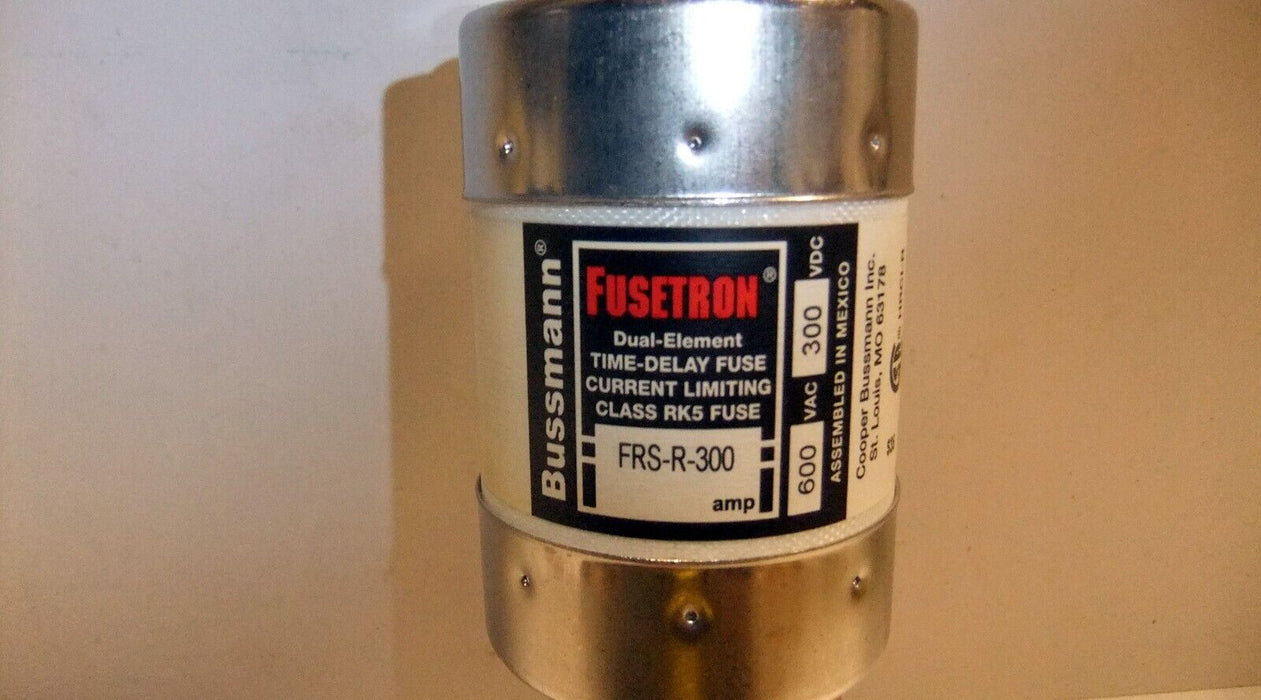 Bussmann®
FUSETRON®
Dual-Element
TIME-DELAY FUSE
CURRENT LIMITING
CLASS RK5 FUSE
FRS-R-300
amp
600 VAC 300 VDC
ASSEMBLED IN MEXICO
Cooper Bussmann Inc.
St. Louis, MO 63178